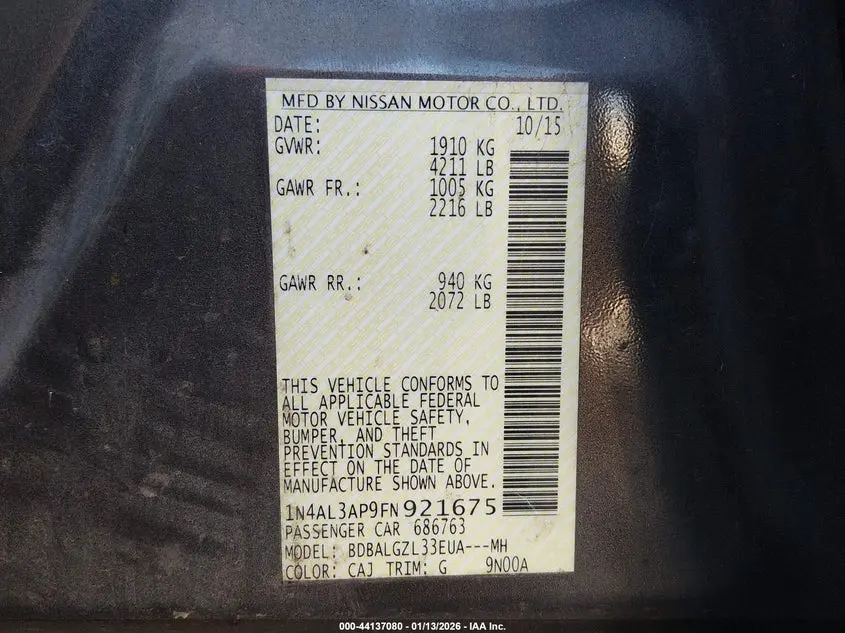 MFD BY NISSAN MOTOR CO., LTD.
DATE: 10/15
GVWR: 1910 KG
4211 LB
GAWR FR.: 1005 KG
2216 LB
GAWR RR.: 940 KG
2072 LB
THIS VEHICLE CONFORMS TO
ALL APPLICABLE FEDERAL
MOTOR VEHICLE SAFETY,
BUMPER, AND THEFT
PREVENTION STANDARDS IN
EFFECT ON THE DATE OF
MANUFACTURE SHOWN ABOVE.
1N4AL3AP9FN921675
PASSENGER CAR 686763
MODEL: BDBALGZL33EUA---MH
COLOR: CAJ TRIM: G 9N00A
000-44137080 - 01/13/2026 - IAA Inc.